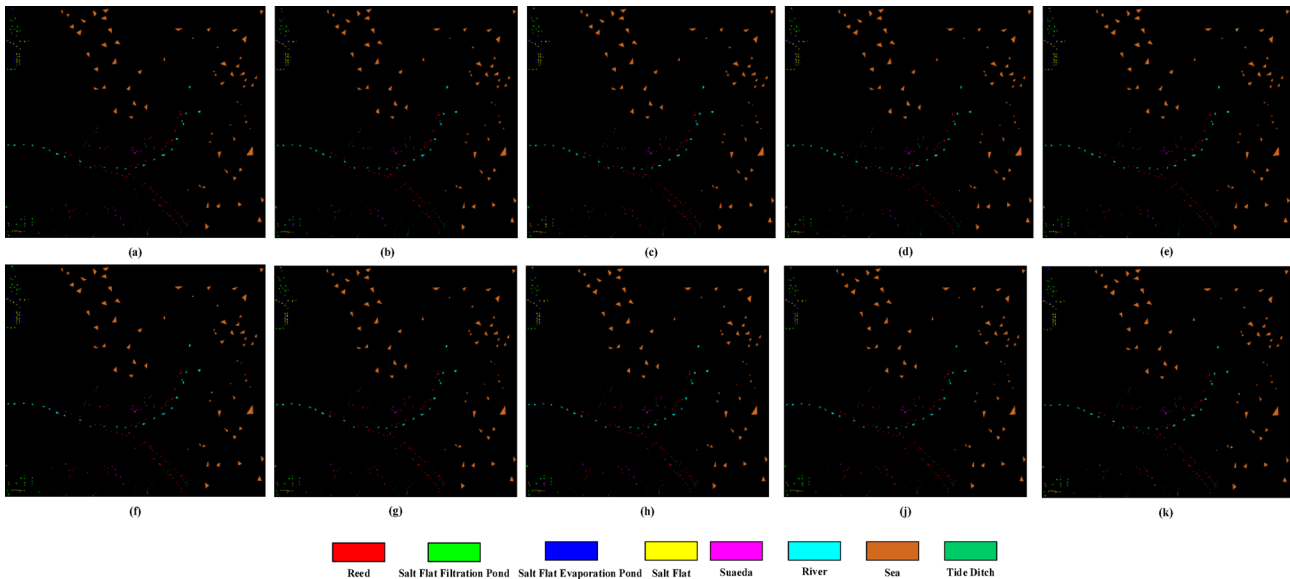 (a) (b) (c) (d) (e)
(f) (g) (h) (j) (k)
Reed Salt Flat Filtration Pond Salt Flat Evaporation Pond Salt Flat Suaeda River Sea Tide Ditch